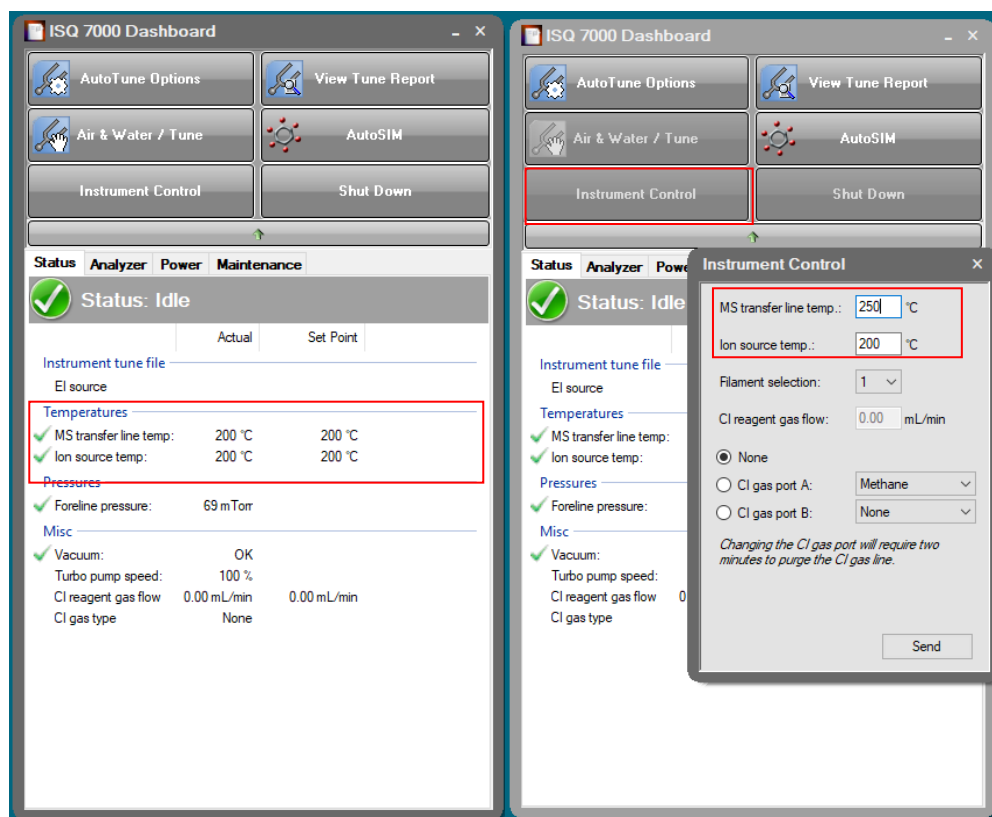 ISQ 7000 Dashboard
AutoTune Options
View Tune Report
Air & Water / Tune
AutoSIM
Instrument Control
Shut Down
Status Analyzer Power Maintenance
Status: Idle
Actual Set Point
Instrument tune file
EI source
Temperatures
MS transfer line temp: 200 °C 200 °C
Ion source temp: 200 °C 200 °C
Pressures
Foreline pressure: 69 mTorr
Misc
Vacuum: OK
Turbo pump speed: 100 %
CI reagent gas flow 0.00 mL/min 0.00 mL/min
CI gas type None
ISQ 7000 Dashboard
AutoTune Options
View Tune Report
Air & Water / Tune
AutoSIM
Instrument Control
Shut Down
Status Analyzer
Status: Idle
Instrument tune file
EI source
Temperatures
MS transfer line temp:
Ion source temp:
Pressures
Foreline pressure:
Misc
Vacuum:
Turbo pump speed:
CI reagent gas flow
CI gas type
Instrument Control
MS transfer line temp.: 250 °C
Ion source temp.: 200 °C
Filament selection: 1
CI reagent gas flow: 0.00 mL/min
None
CI gas port A: Methane
CI gas port B: None
Changing the CI gas port will require two
minutes to purge the CI gas line.
Send